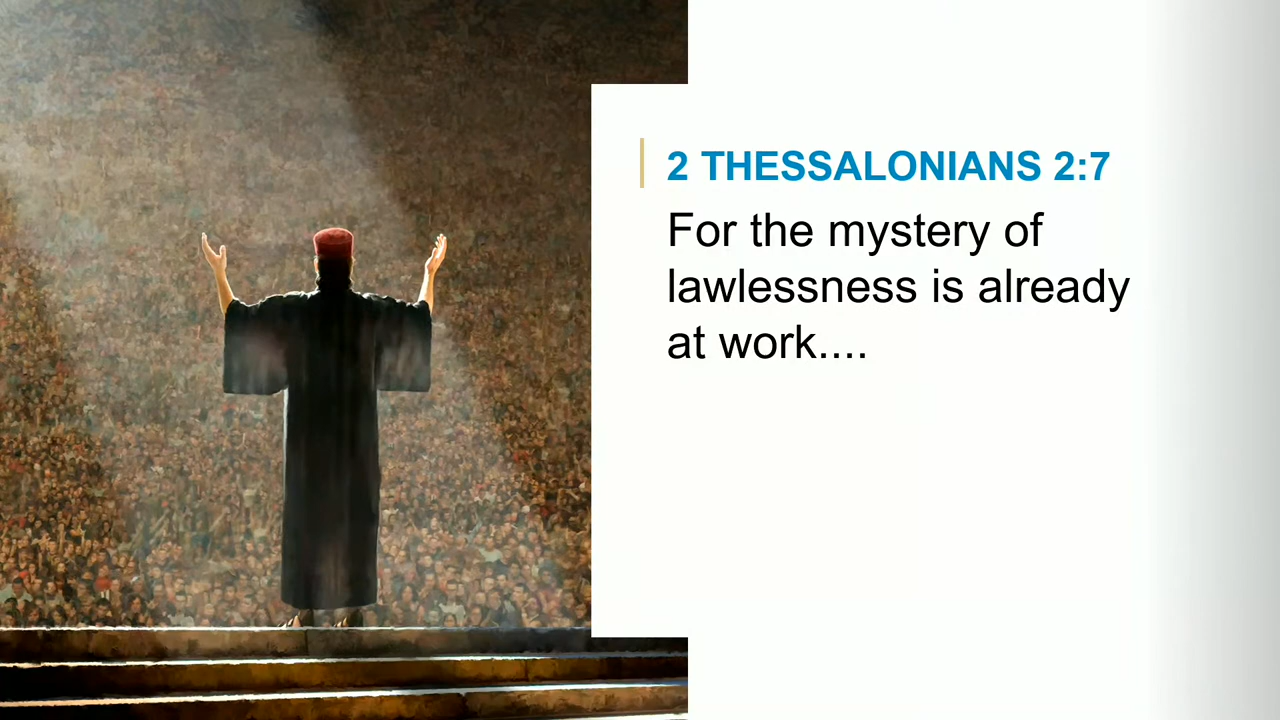 2 THESSALONIANS 2:7
For the mystery of
lawlessness is already
at work....